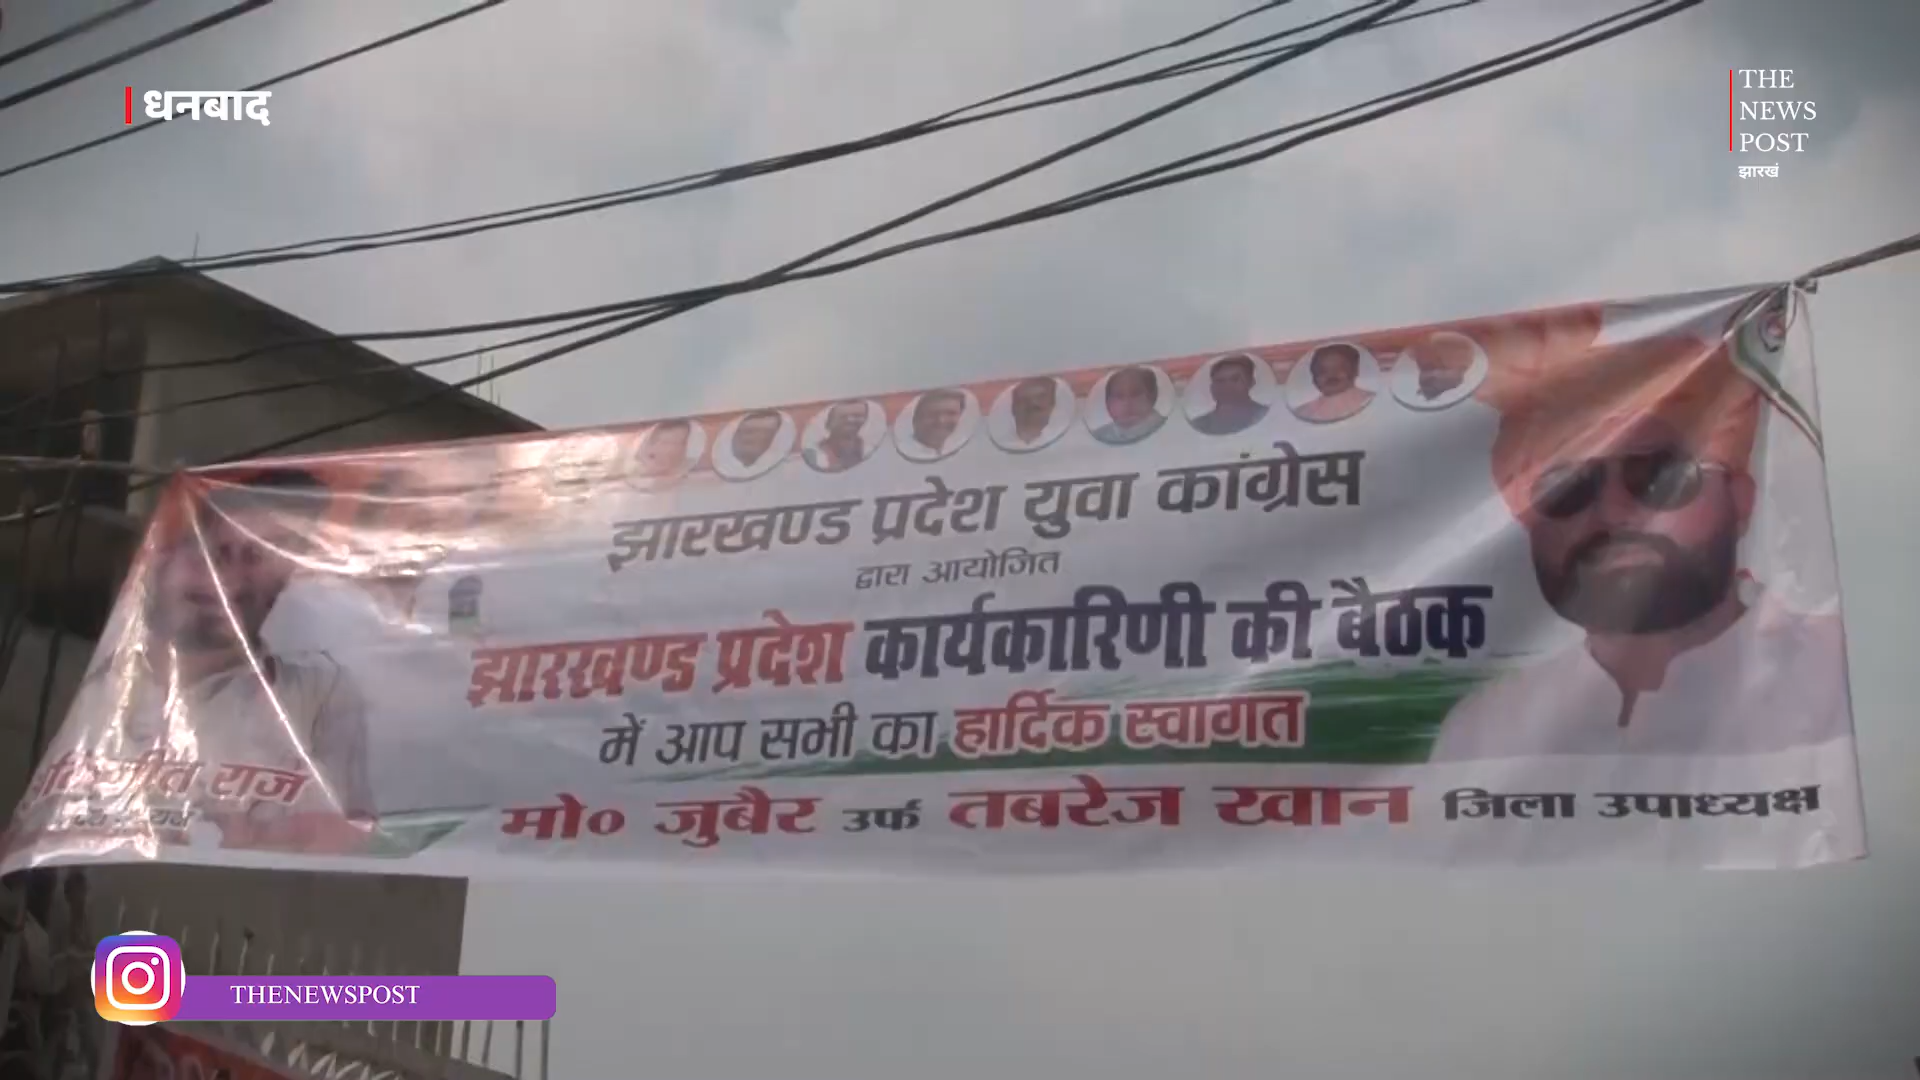 धनबाद
THE
NEWS
POST
झारखं
झारखण्ड प्रदेश युवा कांग्रेस
द्वारा आयोजित
झारखण्ड प्रदेश कार्यकारिणी की बैठक
में आप सभी का हार्दिक स्वागत
राज
मो० जुबैर उर्फ तबरेज खान जिला उपाध्यक्ष
THENEWSPOST